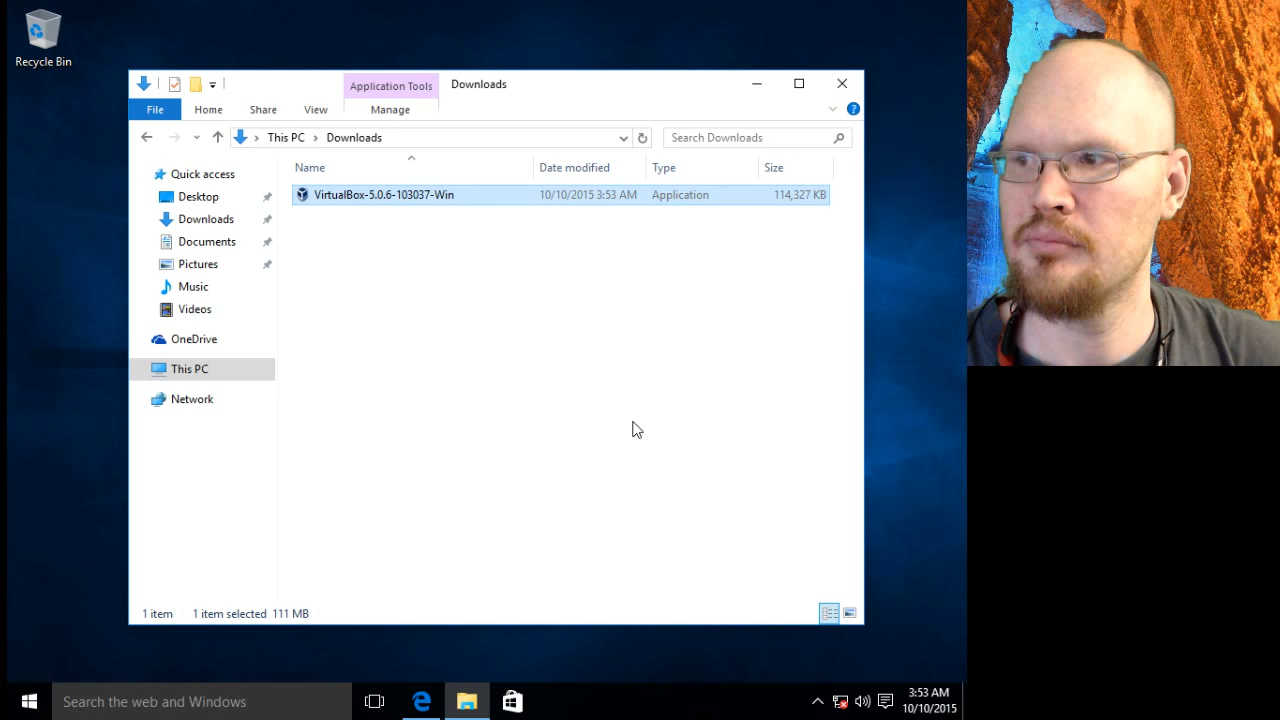 Recycle Bin
Application Tools
Downloads
File
Home
Share
View
Manage
This PC
Downloads
Search Downloads
Name
Date modified
Type
Size
Quick access
Desktop
Downloads
Documents
Pictures
Music
Videos
OneDrive
This PC
Network
VirtualBox-5.0.6-103037-Win
10/10/2015 3:53 AM
Application
114,327 KB
1 item
1 item selected 111 MB
Search the web and Windows
3:53 AM
10/10/2015